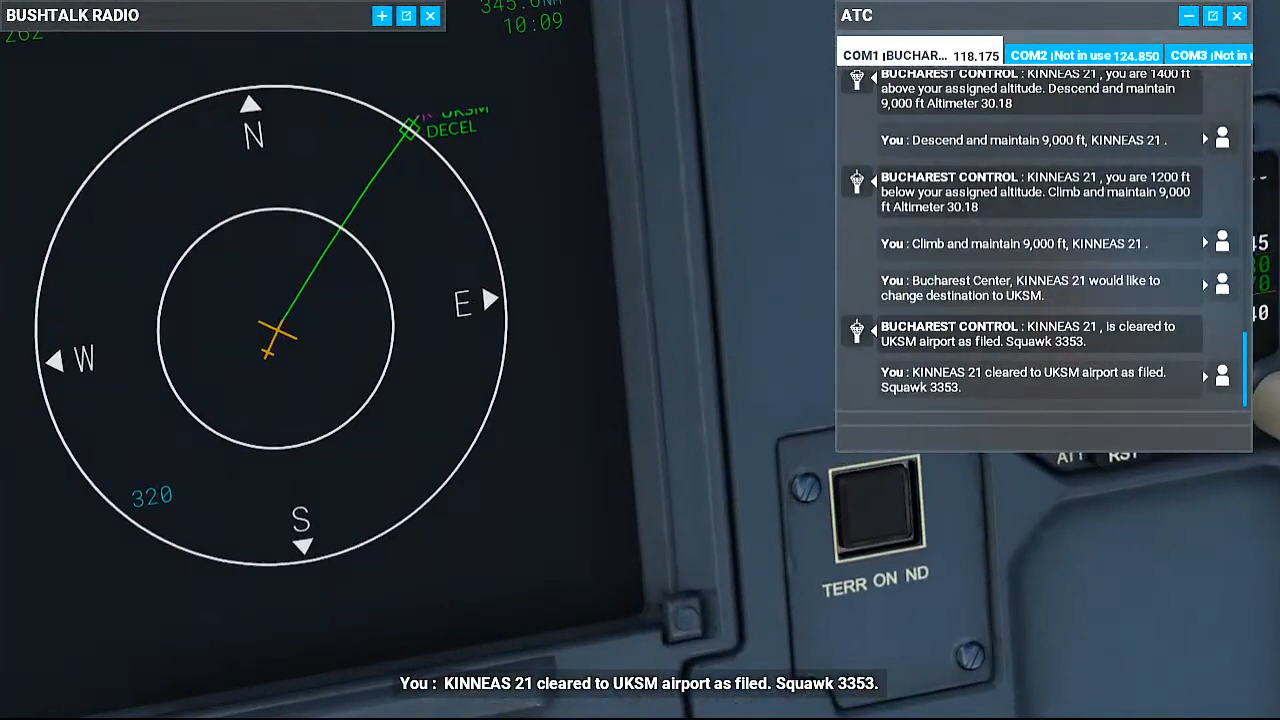 BUSHTALK RADIO
345.0NM
10:09
262
N
UKSM
DECEL
E
W
320
S
ATC
COM1 |BUCHAR... 118.175
COM2 |Not in use 124.850
COM3 |Not in
BUCHAREST CONTROL : KINNEAS 21 , you are 1400 ft
above your assigned altitude. Descend and maintain
9,000 ft Altimeter 30.18
You : Descend and maintain 9,000 ft, KINNEAS 21 .
BUCHAREST CONTROL : KINNEAS 21 , you are 1200 ft
below your assigned altitude. Climb and maintain 9,000
ft Altimeter 30.18
You : Climb and maintain 9,000 ft, KINNEAS 21 .
You : Bucharest Center, KINNEAS 21 would like to
change destination to UKSM.
BUCHAREST CONTROL : KINNEAS 21 , is cleared to
UKSM airport as filed. Squawk 3353.
You : KINNEAS 21 cleared to UKSM airport as filed.
Squawk 3353.
ATT RST
TERR ON ND
You : KINNEAS 21 cleared to UKSM airport as filed. Squawk 3353.